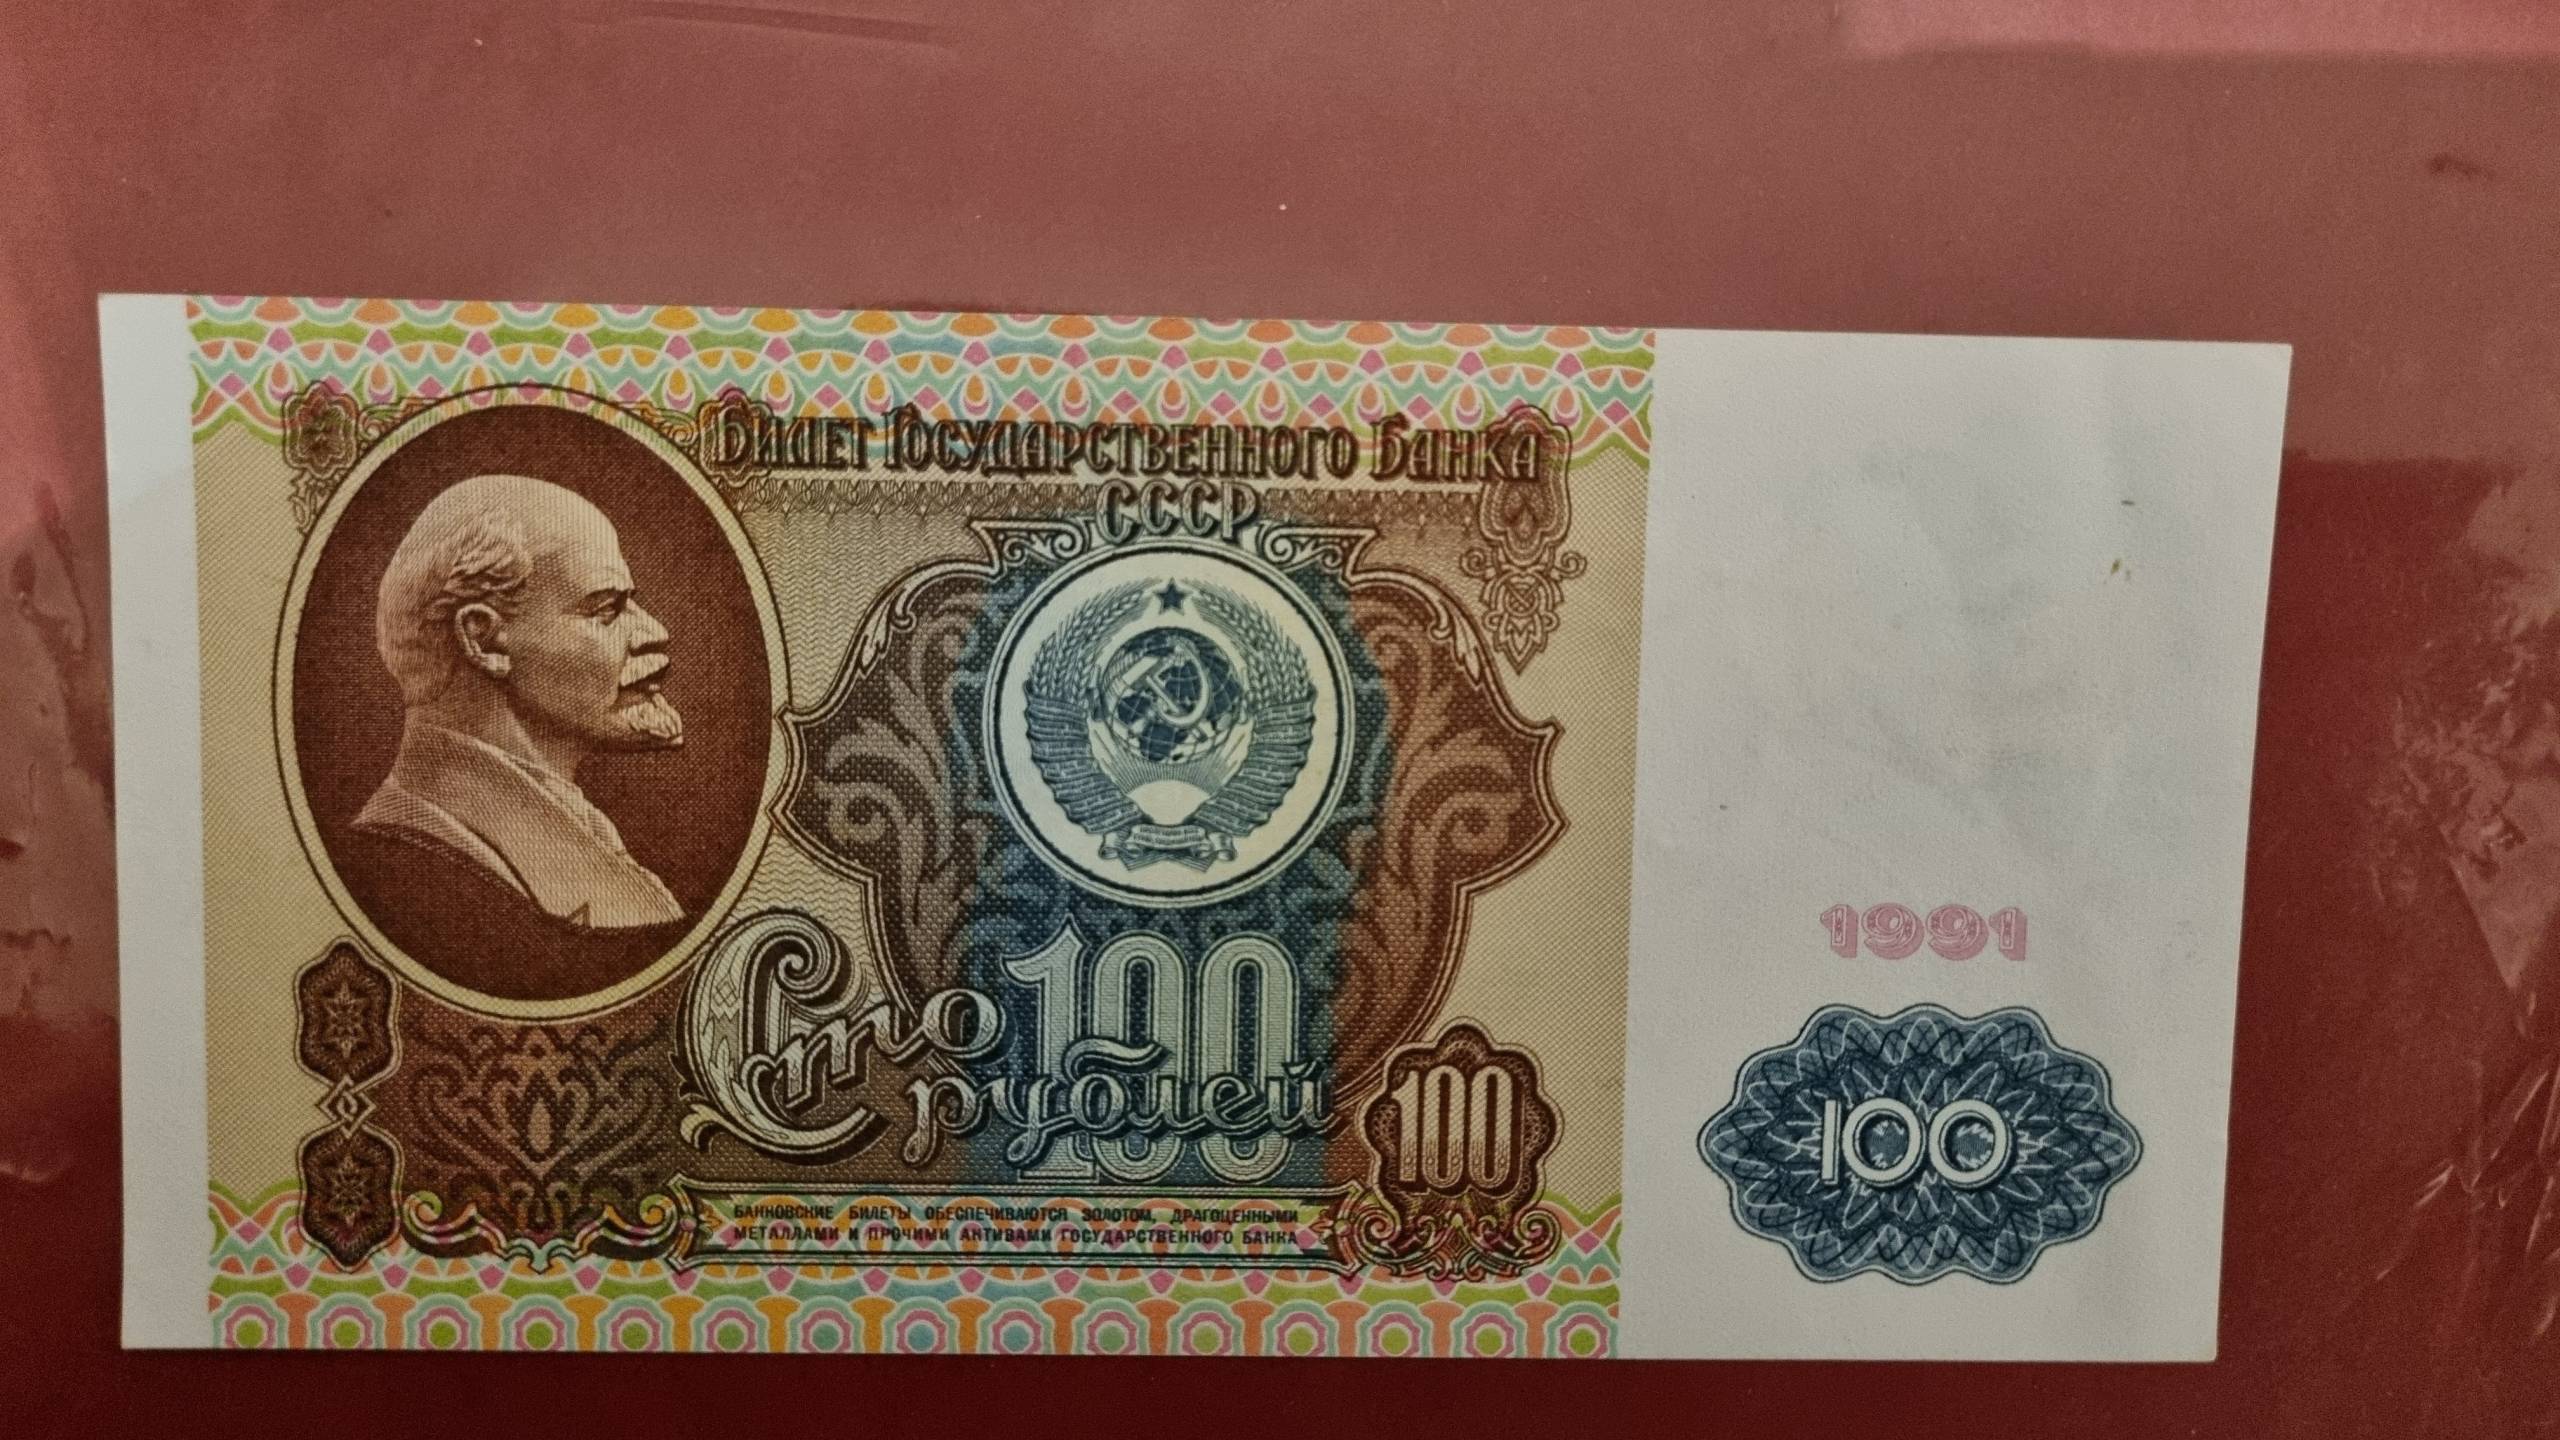 Билет Государственного Банка
СССР
1991
Сто
рублей
100
100
100
БАНКОВСКИЕ БИЛЕТЫ ОБЕСПЕЧИВАЮТСЯ ЗОЛОТОМ, ДРАГОЦЕННЫМИ
МЕТАЛЛАМИ И ПРОЧИМИ АКТИВАМИ ГОСУДАРСТВЕННОГО БАНКА